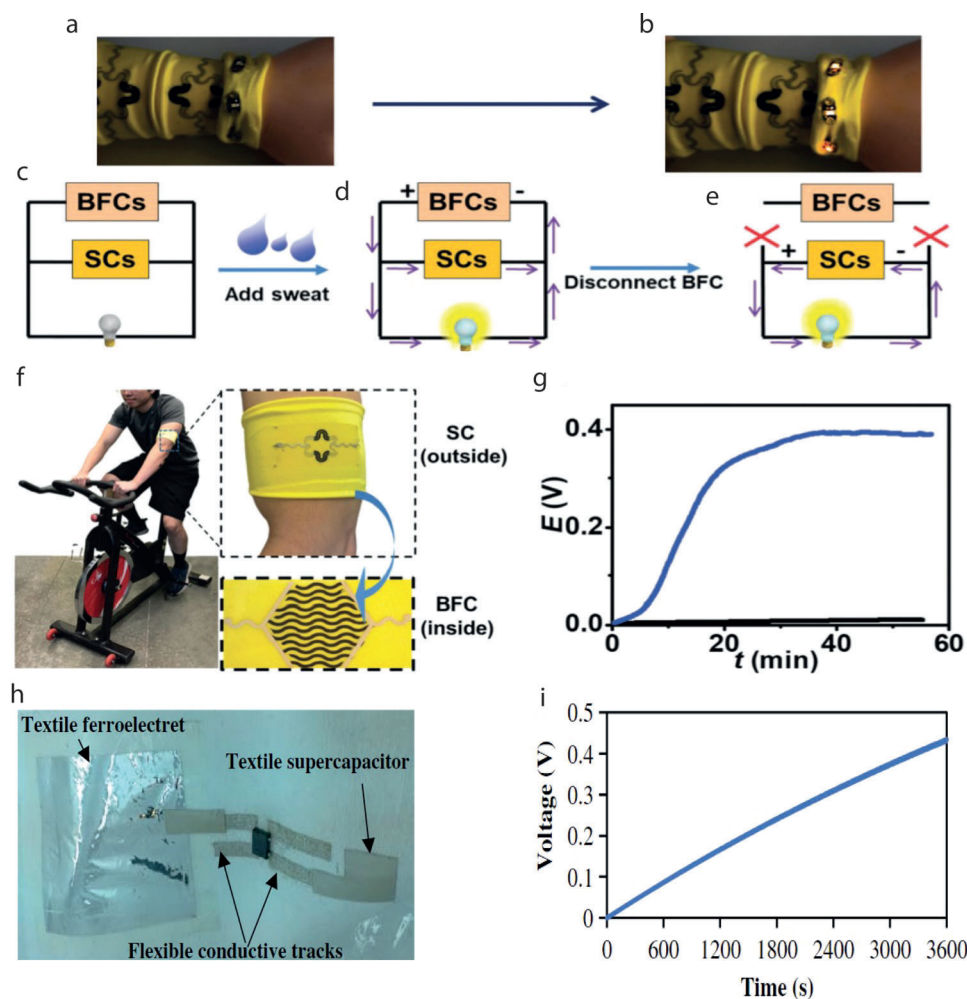 a
b
c
BFCs
SCs
Add sweat
d
+ BFCs -
SCs
Disconnect BFC
e
BFCs
+ SCs -
f
SC
(outside)
BFC
(inside)
g
E (V)
0.4
0.2
0.0
0 20 40 60
t (min)
h
Textile ferroelectret
Textile supercapacitor
Flexible conductive tracks
i
Voltage (V)
0.5
0.4
0.3
0.2
0.1
0
0 600 1200 1800 2400 3000 3600
Time (s)